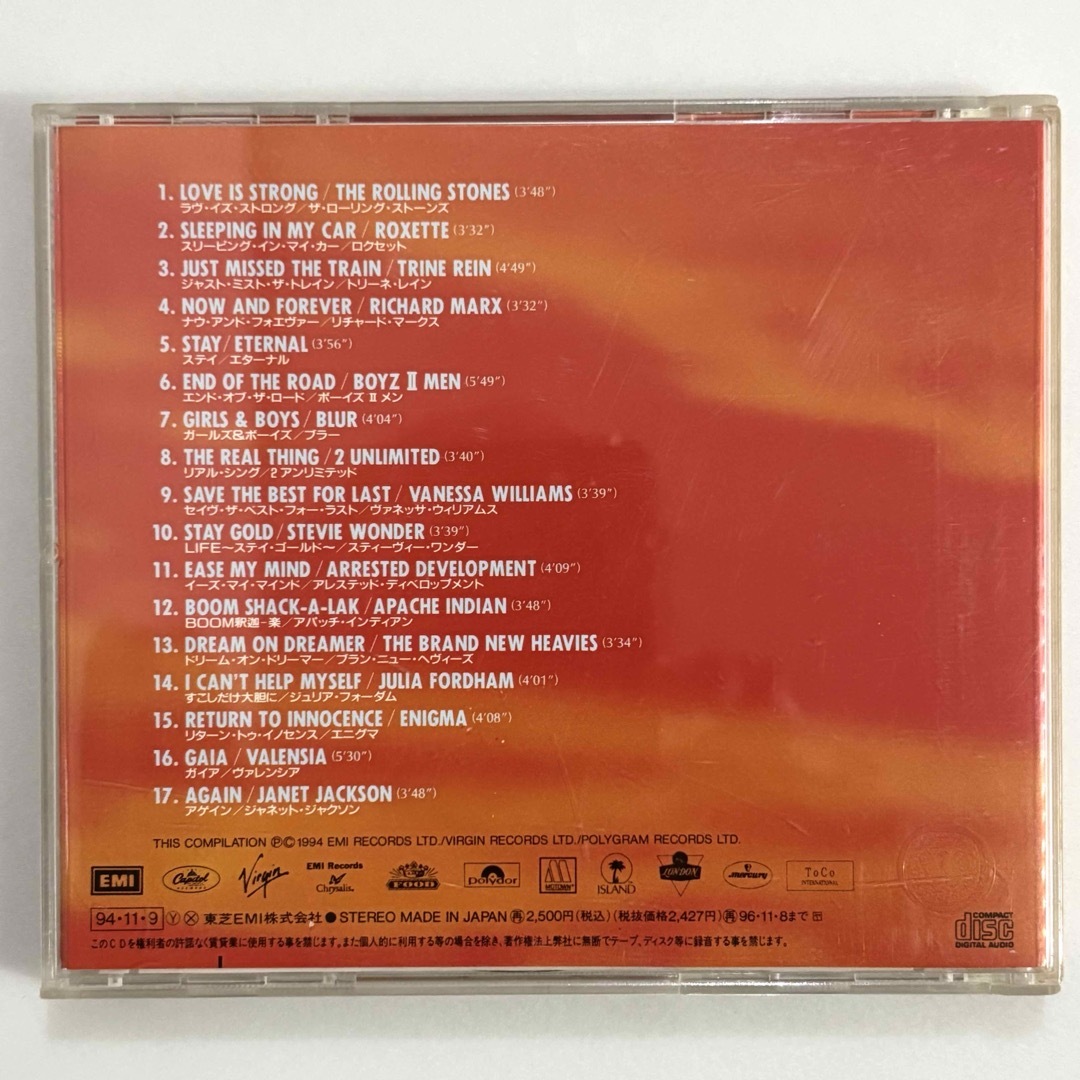 1. LOVE IS STRONG / THE ROLLING STONES (3'48")
ラヴ・イズ・ストロング／ザ・ローリング・ストーンズ
2. SLEEPING IN MY CAR / ROXETTE (3'32")
スリーピング・イン・マイ・カー／ロクセット
3. JUST MISSED THE TRAIN / TRINE REIN (4'49")
ジャスト・ミスト・ザ・トレイン／トリーネ・レイン
4. NOW AND FOREVER / RICHARD MARX (3'32")
ナウ・アンド・フォエヴァー／リチャード・マークス
5. STAY / ETERNAL (3'56")
ステイ／エターナル
6. END OF THE ROAD / BOYZ II MEN (5'49")
エンド・オブ・ザ・ロード／ボーイズ II メン
7. GIRLS & BOYS / BLUR (4'04")
ガールズ&ボーイズ／ブラー
8. THE REAL THING / 2 UNLIMITED (3'40")
リアル・シング／2 アンリミテッド
9. SAVE THE BEST FOR LAST / VANESSA WILLIAMS (3'39")
セイヴ・ザ・ベスト・フォー・ラスト／ヴァネッサ・ウィリアムス
10. STAY GOLD / STEVIE WONDER (3'39")
LIFE〜ステイ・ゴールド〜／スティーヴィー・ワンダー
11. EASE MY MIND / ARRESTED DEVELOPMENT (4'09")
イーズ・マイ・マインド／アレステッド・ディベロップメント
12. BOOM SHACK-A-LAK / APACHE INDIAN (3'48")
BOOM釈迦-楽／アパッチ・インディアン
13. DREAM ON DREAMER / THE BRAND NEW HEAVIES (3'34")
ドリーム・オン・ドリーマー／ブラン・ニュー・ヘヴィーズ
14. I CAN'T HELP MYSELF / JULIA FORDHAM (4'01")
すこしだけ大胆に／ジュリア・フォーダム
15. RETURN TO INNOCENCE / ENIGMA (4'08")
リターン・トゥ・イノセンス／エニグマ
16. GAIA / VALENSIA (5'30")
ガイア／ヴァレンシア
17. AGAIN / JANET JACKSON (3'48")
アゲイン／ジャネット・ジャクソン
THIS COMPILATION ℗© 1994 EMI RECORDS LTD./VIRGIN RECORDS LTD./POLYGRAM RECORDS LTD.
EMI Capitol Virgin EMI Records Chrysalis. FOOD Polydor MOTOWN ISLAND LONDON mercury ToCo INTERNATIONAL
94・11・9 Ⓨ Ⓧ 東芝EMI株式会社 ● STEREO MADE IN JAPAN 再 2,500円(税込) (税抜価格2,427円) 再 96・11・8まで
このCDを権利者の許諾なく賃貸業に使用する事を禁じます。また個人的に利用する等の場合を除き、著作権法上弊社に無断でテープ、ディスク等に録音する事を禁じます。
COMPACT disc DIGITAL AUDIO